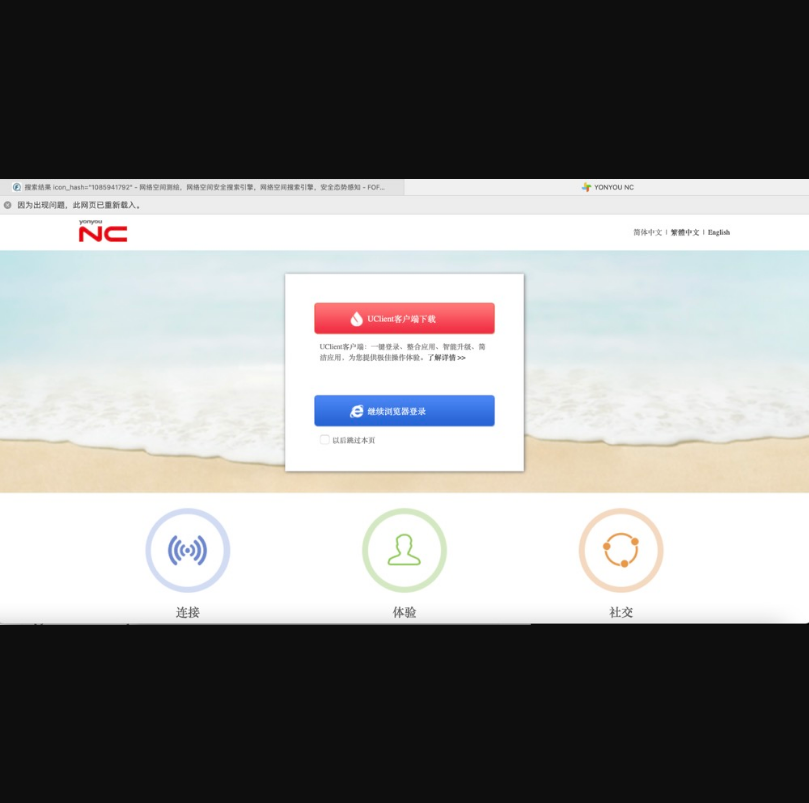 搜索结果 icon_hash="1085941792" - 网络空间测绘，网络空间安全搜索引擎，网络空间搜索引擎，安全态势感知 - FOF...
YONYOU NC
因为出现问题，此网页已重新载入。
yonyou
NC
简体中文 | 繁體中文 | English
UClient客户端下载
UClient客户端：一键登录、整合应用、智能升级、简
洁应用，为您提供极佳操作体验。了解详情 >>
继续浏览器登录
以后跳过本页
连接
体验
社交